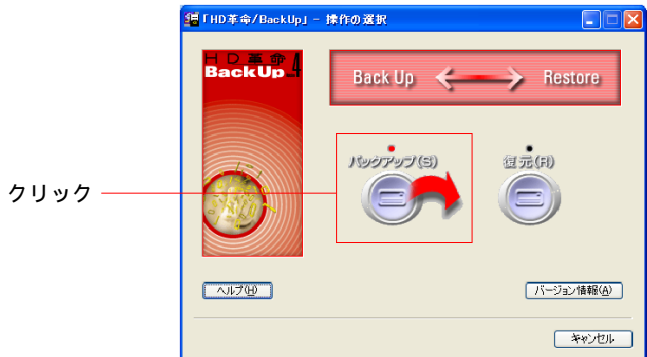 「HD革命/BackUp」 - 操作の選択
HD革命
BackUp Ver.4
Back Up Restore
バックアップ(S) 復元(R)
クリック
ヘルプ(H) バージョン情報(A)
キャンセル